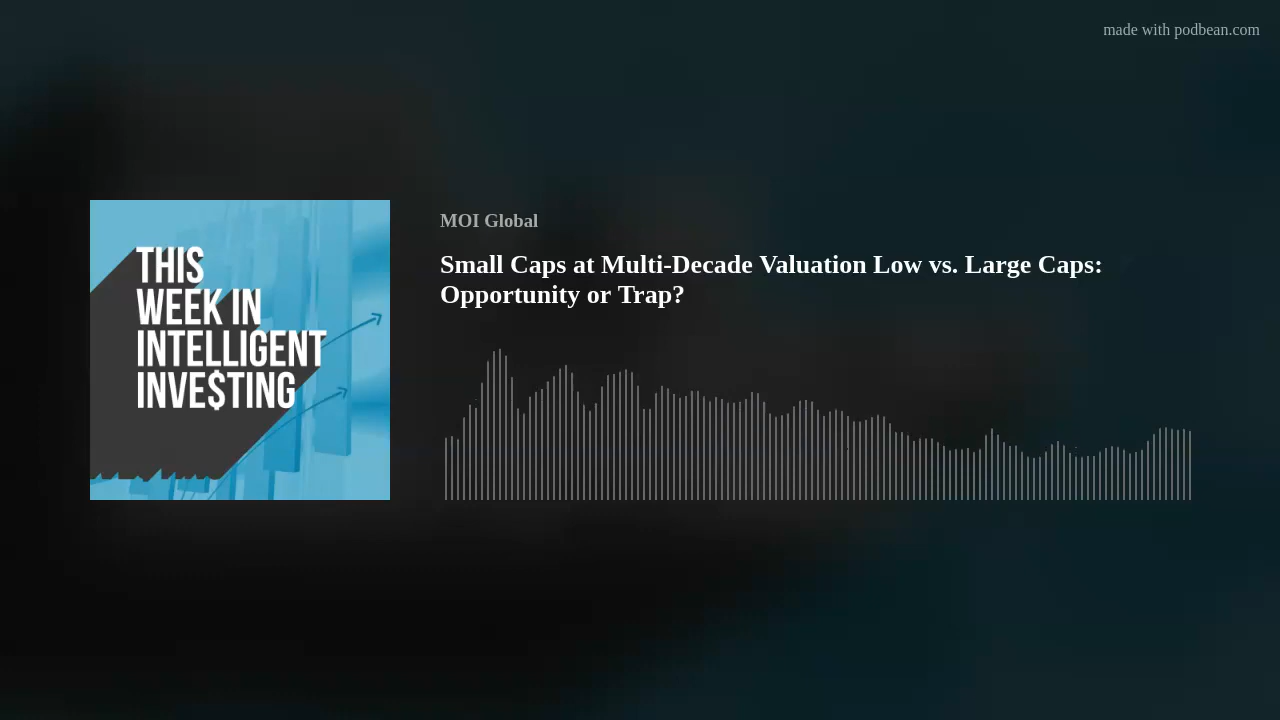 made with podbean.com
THIS
WEEK IN
INTELLIGENT
INVE$TING
MOI Global
Small Caps at Multi-Decade Valuation Low vs. Large Caps:
Opportunity or Trap?